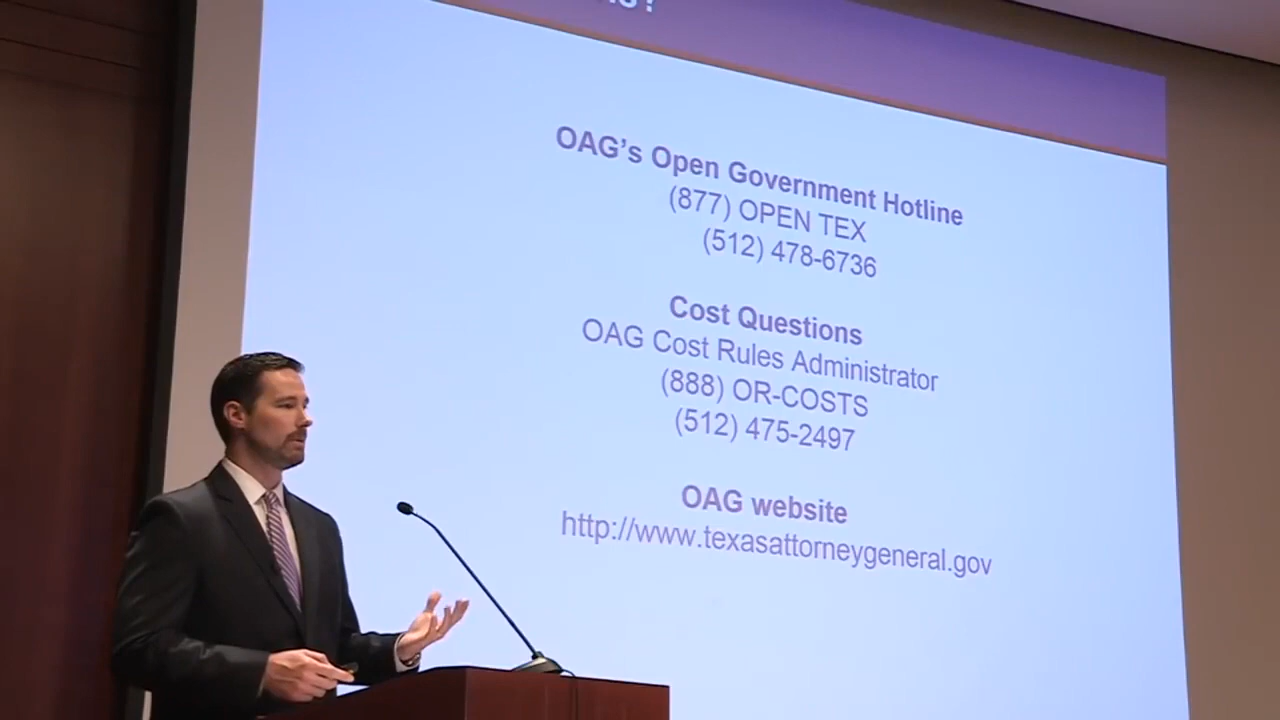 OAG's Open Government Hotline
(877) OPEN TEX
(512) 478-6736
Cost Questions
OAG Cost Rules Administrator
(888) OR-COSTS
(512) 475-2497
OAG website
http://www.texasattorneygeneral.gov